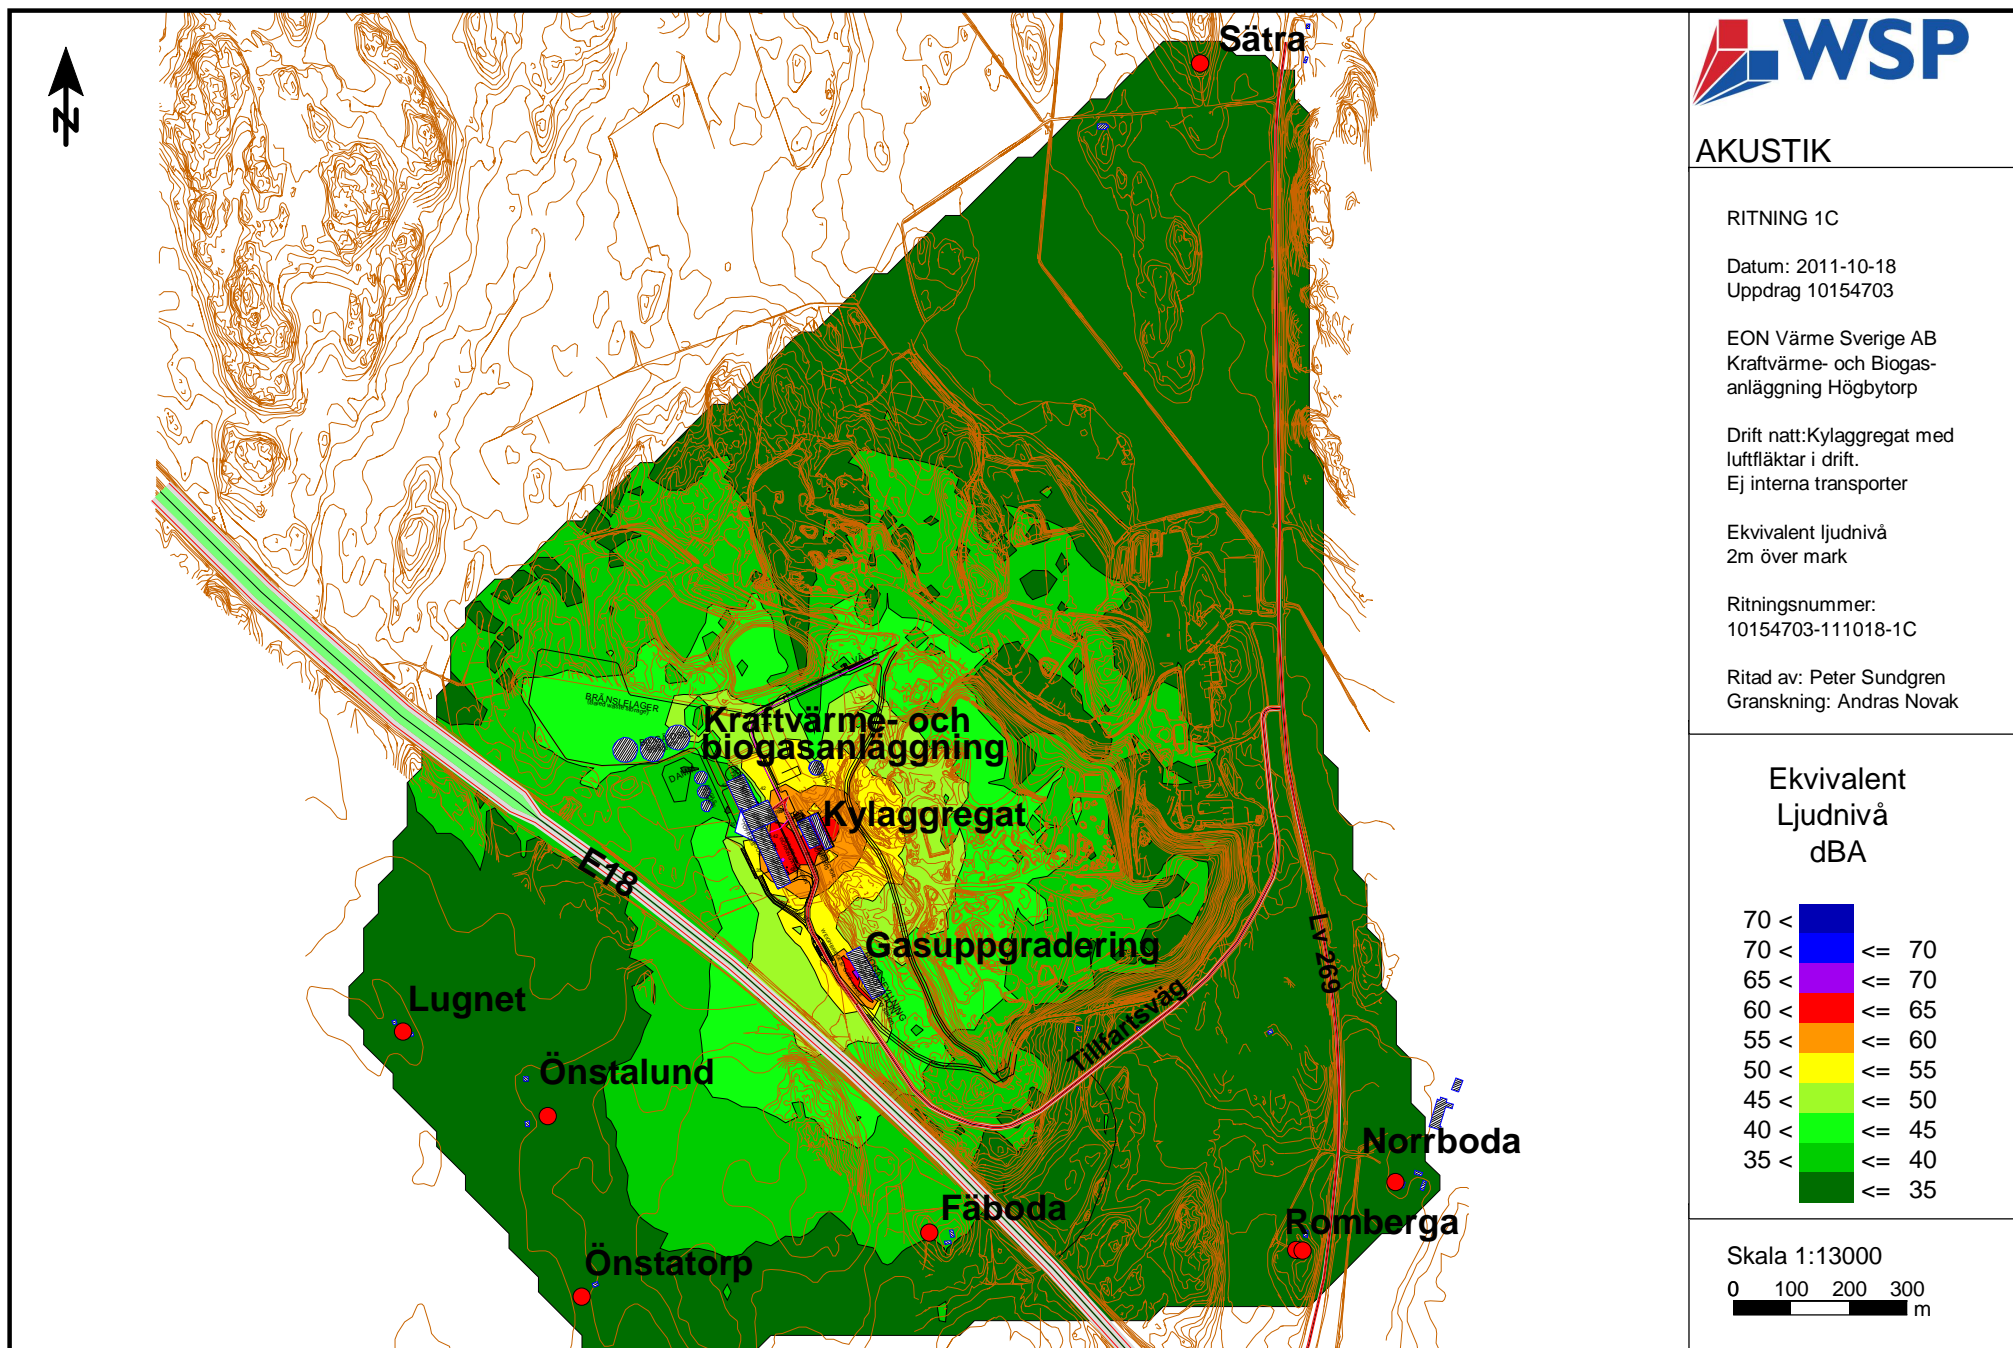 Sätra
N
Kraftvärme- och
biogasanläggning
BRÄNSLELAGER
Kylaggregat
E18
Gasuppgradering
Lv 269
Lugnet
Önstalund
Tillfartsväg
Norrboda
Fäboda
Romberga
Önstatorp
WSP
AKUSTIK
RITNING 1C
Datum: 2011-10-18
Uppdrag 10154703
EON Värme Sverige AB
Kraftvärme- och Biogas-
anläggning Högbytorp
Drift natt:Kylaggregat med
luftfläktar i drift.
Ej interna transporter
Ekvivalent ljudnivå
2m över mark
Ritningsnummer:
10154703-111018-1C
Ritad av: Peter Sundgren
Granskning: Andras Novak
Ekvivalent
Ljudnivå
dBA
70 <
70 < <= 70
65 < <= 70
60 < <= 65
55 < <= 60
50 < <= 55
45 < <= 50
40 < <= 45
35 < <= 40
<= 35
Skala 1:13000
0 100 200 300
m